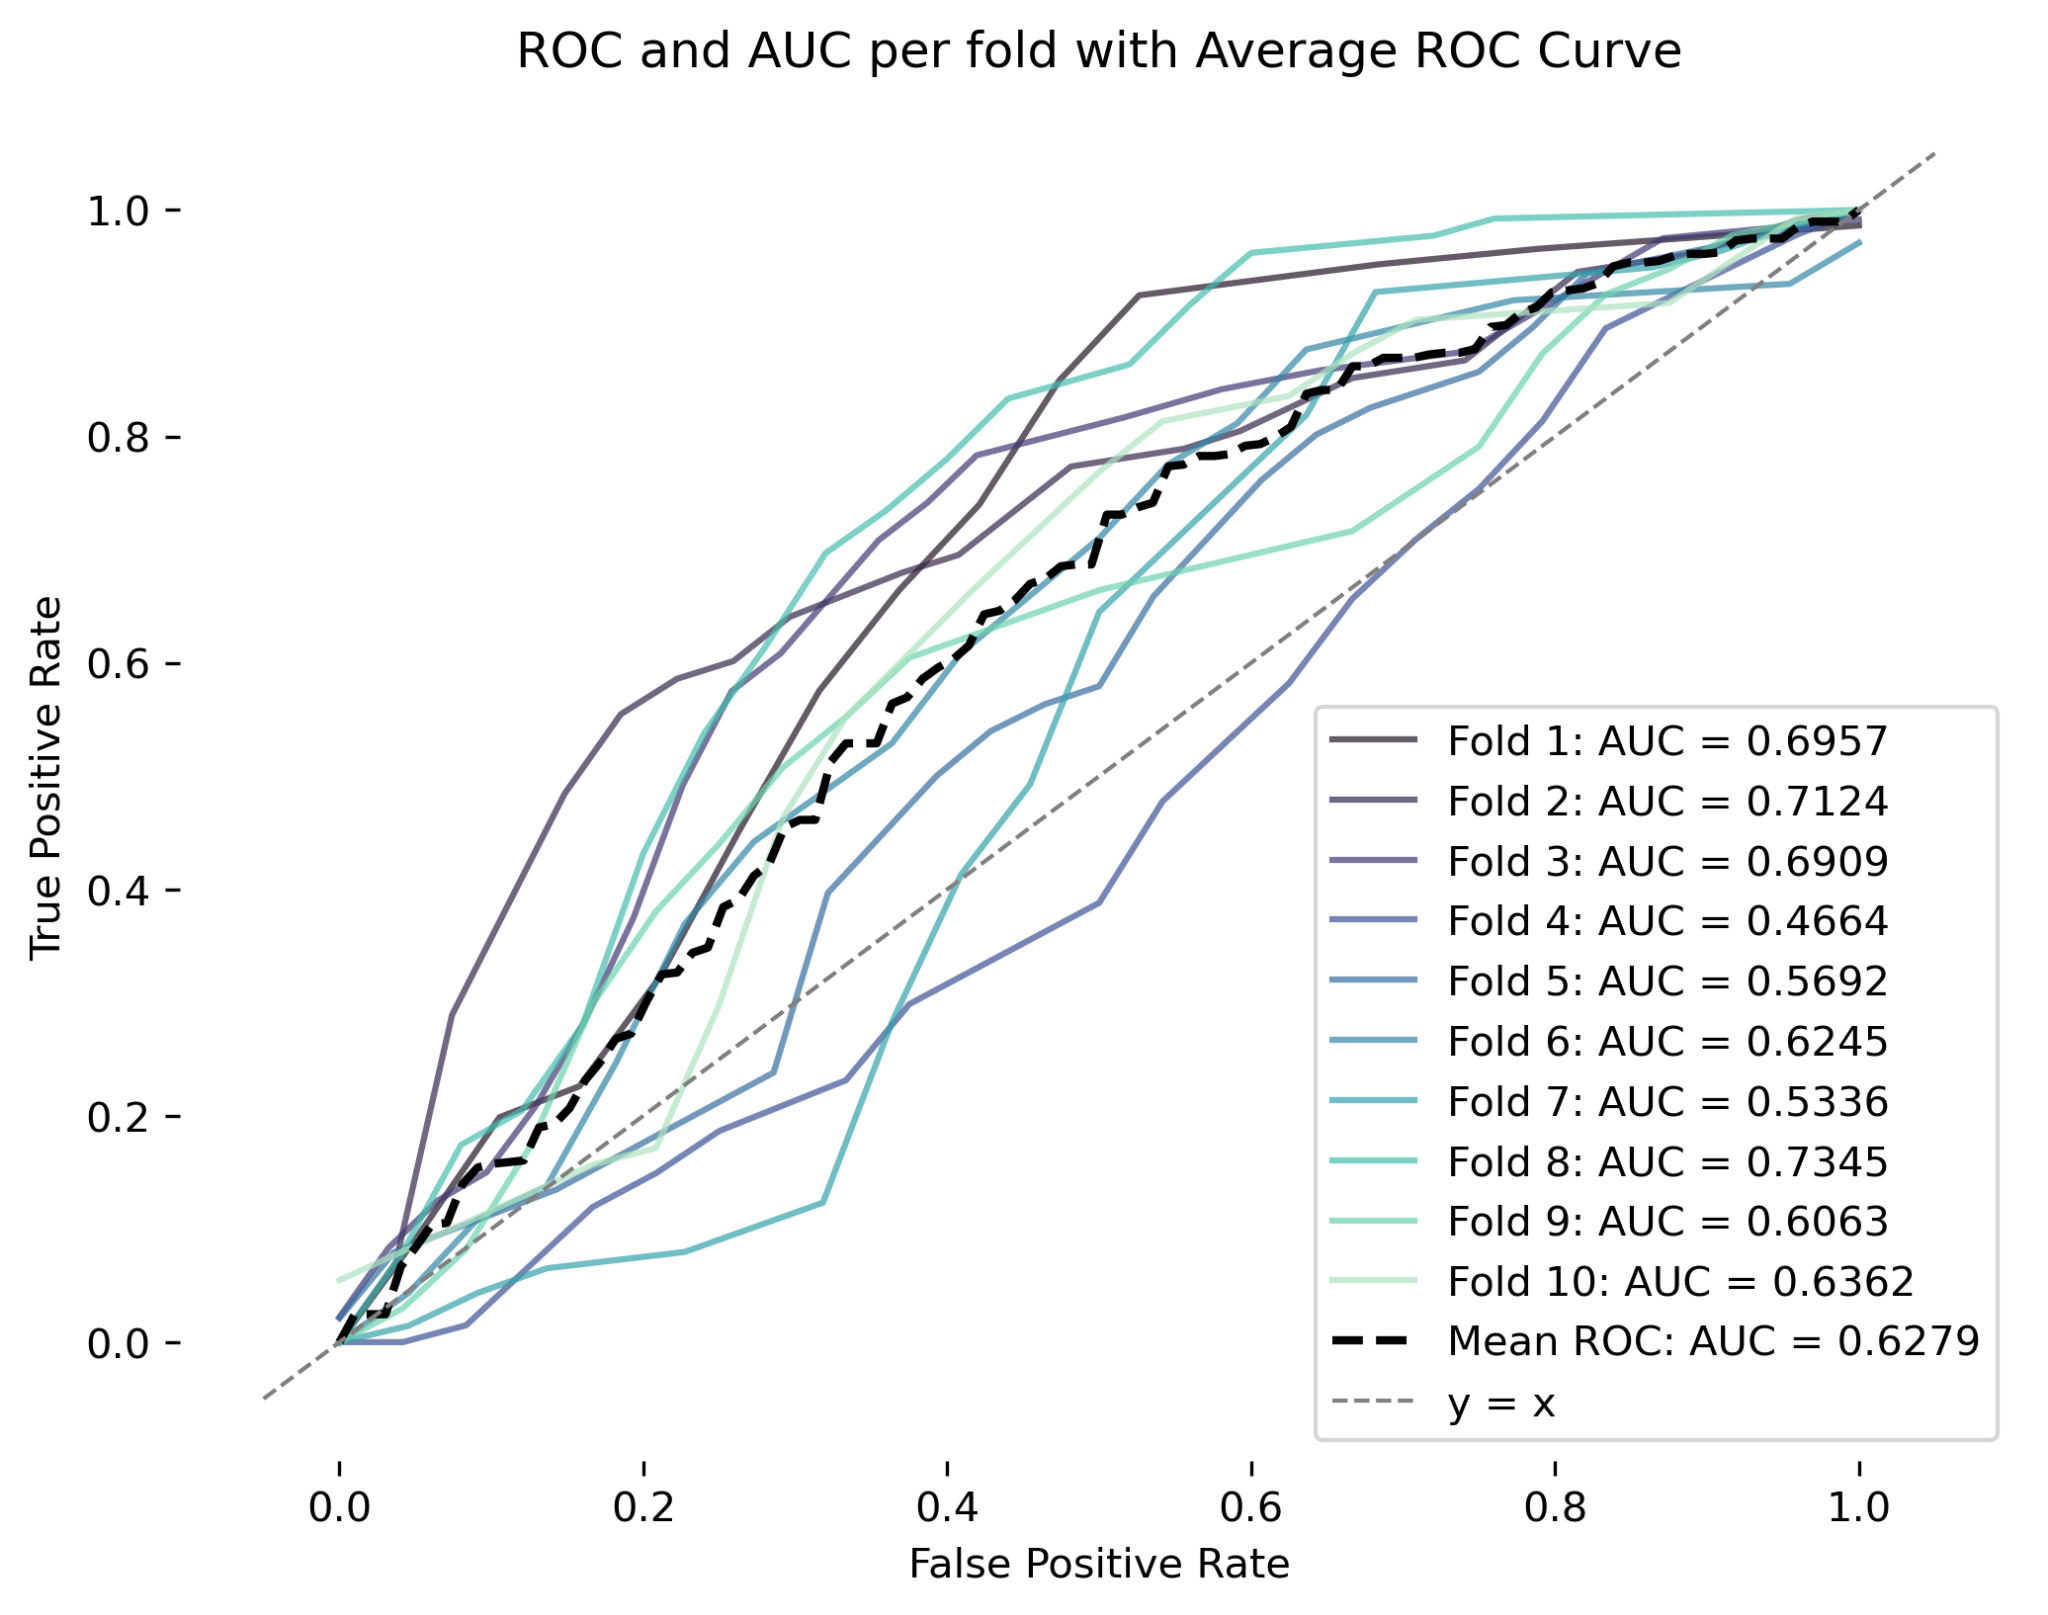 ROC and AUC per fold with Average ROC Curve
1.0
0.8
0.6
0.4
0.2
0.0
True Positive Rate
Fold 1: AUC = 0.6957
Fold 2: AUC = 0.7124
Fold 3: AUC = 0.6909
Fold 4: AUC = 0.4664
Fold 5: AUC = 0.5692
Fold 6: AUC = 0.6245
Fold 7: AUC = 0.5336
Fold 8: AUC = 0.7345
Fold 9: AUC = 0.6063
Fold 10: AUC = 0.6362
Mean ROC: AUC = 0.6279
y = x
0.0 0.2 0.4 0.6 0.8 1.0
False Positive Rate